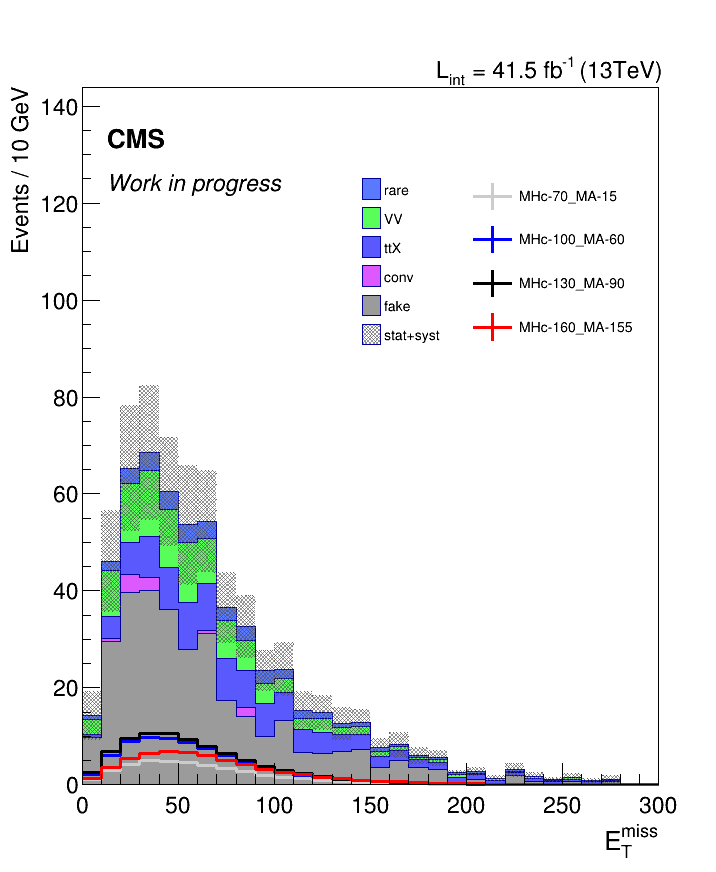 L_int = 41.5 fb^-1 (13TeV)
Events / 10 GeV
CMS
Work in progress
rare
VV
ttX
conv
fake
stat+syst
MHc-70_MA-15
MHc-100_MA-60
MHc-130_MA-90
MHc-160_MA-155
140
120
100
80
60
40
20
0
0 50 100 150 200 250 300
E_T^miss